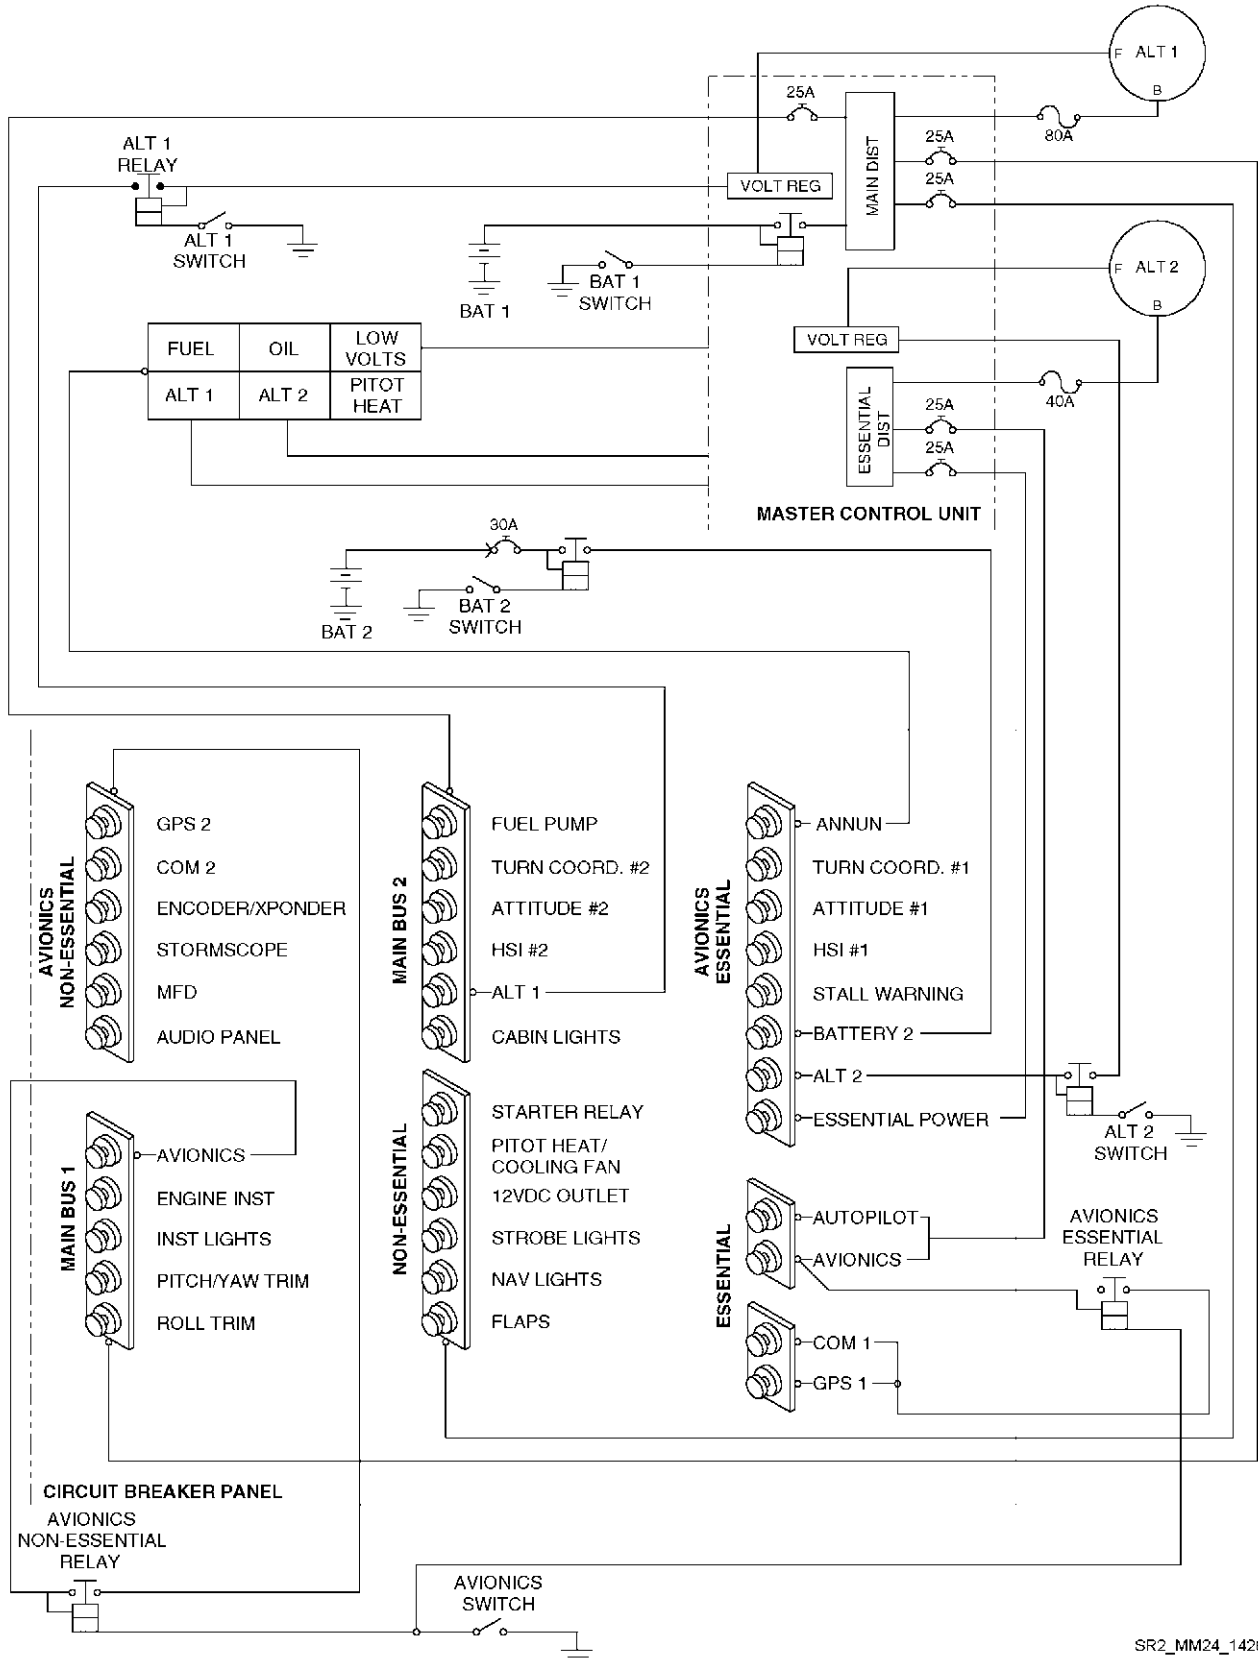 ALT 1
F
B
25A
80A
25A
25A
MAIN DIST
VOLT REG
ALT 1
RELAY
ALT 1
SWITCH
BAT 1
BAT 1
SWITCH
ALT 2
F
B
VOLT REG
40A
25A
25A
ESSENTIAL
DIST
MASTER CONTROL UNIT
FUEL
OIL
LOW
VOLTS
ALT 1
ALT 2
PITOT
HEAT
30A
BAT 2
BAT 2
SWITCH
AVIONICS
NON-ESSENTIAL
GPS 2
COM 2
ENCODER/XPONDER
STORMSCOPE
MFD
AUDIO PANEL
MAIN BUS 1
AVIONICS
ENGINE INST
INST LIGHTS
PITCH/YAW TRIM
ROLL TRIM
MAIN BUS 2
FUEL PUMP
TURN COORD. #2
ATTITUDE #2
HSI #2
ALT 1
CABIN LIGHTS
NON-ESSENTIAL
STARTER RELAY
PITOT HEAT/
COOLING FAN
12VDC OUTLET
STROBE LIGHTS
NAV LIGHTS
FLAPS
AVIONICS
ESSENTIAL
ANNUN
TURN COORD. #1
ATTITUDE #1
HSI #1
STALL WARNING
BATTERY 2
ALT 2
ESSENTIAL POWER
ALT 2
SWITCH
ESSENTIAL
AUTOPILOT
AVIONICS
COM 1
GPS 1
AVIONICS
ESSENTIAL
RELAY
CIRCUIT BREAKER PANEL
AVIONICS
NON-ESSENTIAL
RELAY
AVIONICS
SWITCH
SR2_MM24_142